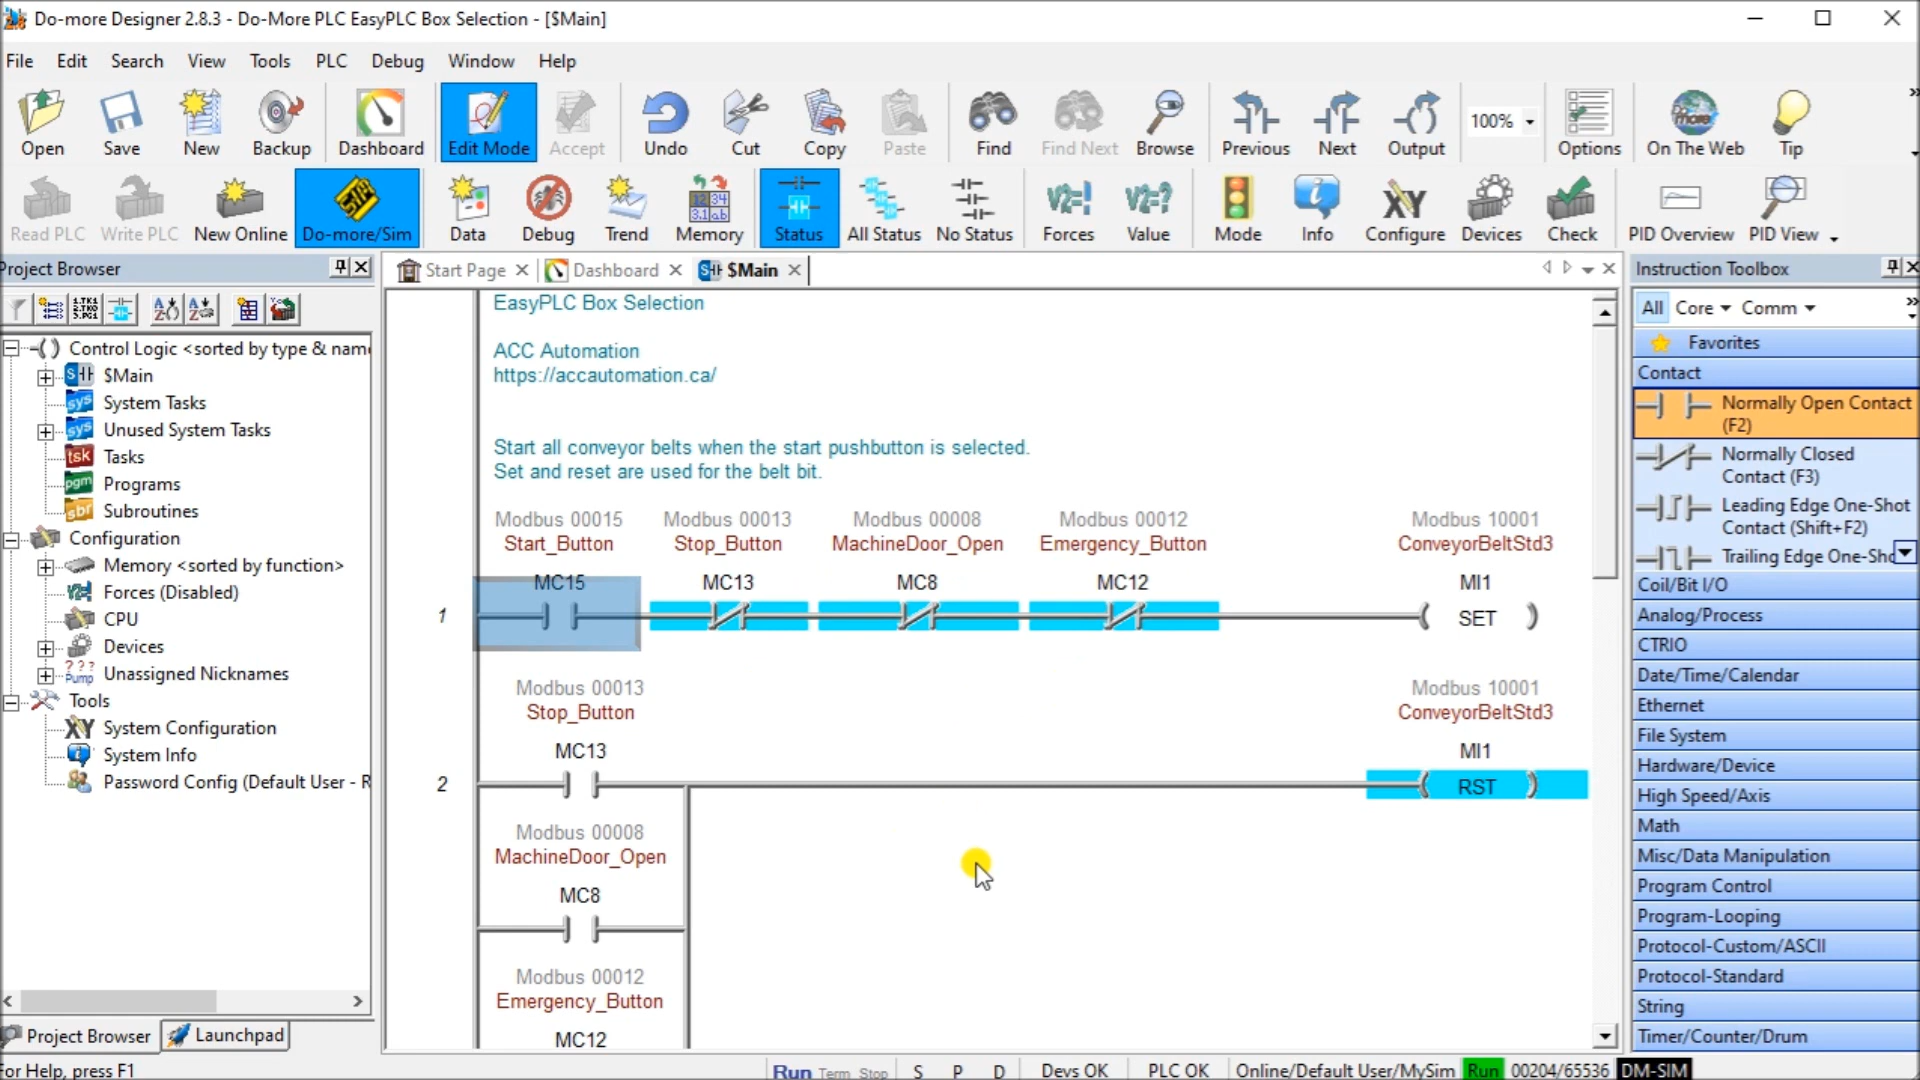 Do-more Designer 2.8.3 - Do-More PLC EasyPLC Box Selection - [$Main]
File Edit Search View Tools PLC Debug Window Help
Open Save New Backup Dashboard Edit Mode Accept Undo Cut Copy Paste Find Find Next Browse Previous Next Output 100% Options On The Web Tip
Read PLC Write PLC New Online Do-more/Sim Data Debug Trend Memory Status All Status No Status Forces Value Mode Info Configure Devices Check PID Overview PID View
Project Browser
Start Page Dashboard $Main
Instruction Toolbox
All Core Comm
Control Logic <sorted by type & nam
$Main
System Tasks
Unused System Tasks
Tasks
Programs
Subroutines
Configuration
Memory <sorted by function>
Forces (Disabled)
CPU
Devices
Unassigned Nicknames
Tools
System Configuration
System Info
Password Config (Default User - R
Project Browser Launchpad
EasyPLC Box Selection
ACC Automation
https://accautomation.ca/
Start all conveyor belts when the start pushbutton is selected.
Set and reset are used for the belt bit.
Modbus 00015 Modbus 00013 Modbus 00008 Modbus 00012 Modbus 10001
Start_Button Stop_Button MachineDoor_Open Emergency_Button ConveyorBeltStd3
MC15 MC13 MC8 MC12 MI1
1 SET
Modbus 00013 Modbus 10001
Stop_Button ConveyorBeltStd3
MC13 MI1
2 RST
Modbus 00008
MachineDoor_Open
MC8
Modbus 00012
Emergency_Button
MC12
Favorites
Contact
Normally Open Contact
(F2)
Normally Closed
Contact (F3)
Leading Edge One-Shot
Contact (Shift+F2)
Trailing Edge One-Sho
Coil/Bit I/O
Analog/Process
CTRIO
Date/Time/Calendar
Ethernet
File System
Hardware/Device
High Speed/Axis
Math
Misc/Data Manipulation
Program Control
Program-Looping
Protocol-Custom/ASCII
Protocol-Standard
String
Timer/Counter/Drum
For Help, press F1
Run Term Stop S P D Devs OK PLC OK Online/Default User/MySim Run 00204/65536 DM-SIM